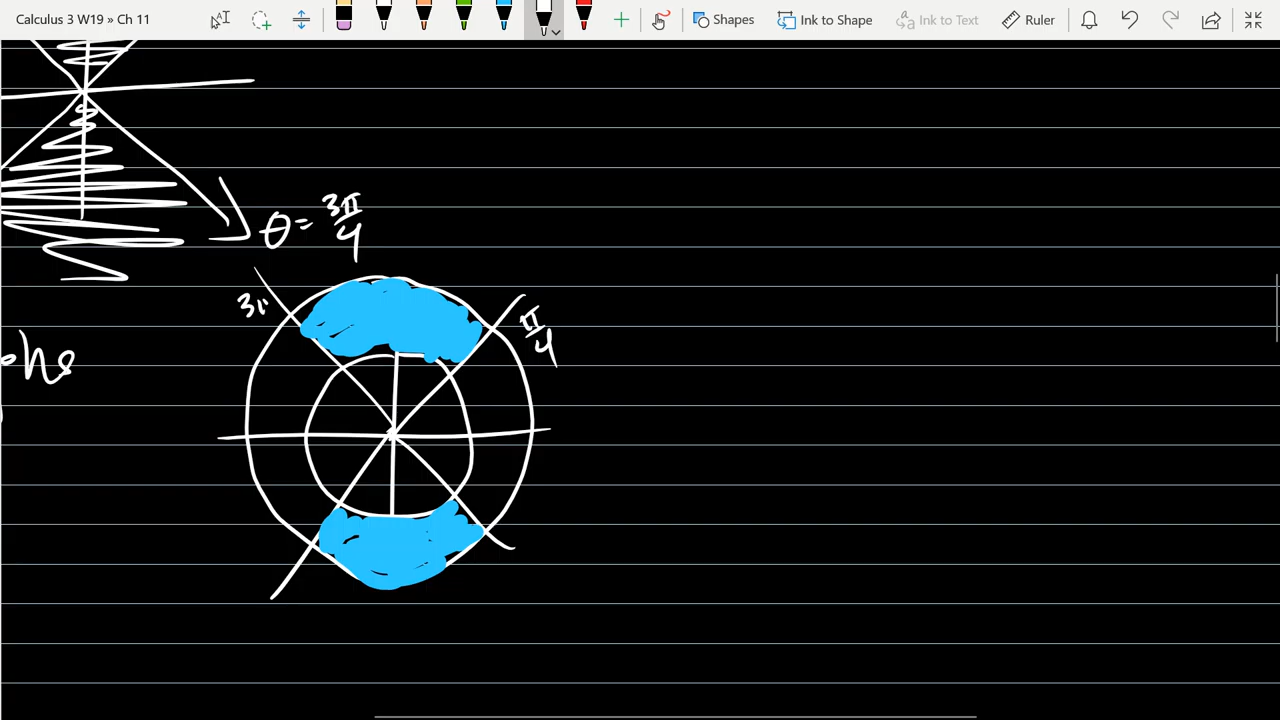 Calculus 3 W19 » Ch 11
Shapes
Ink to Shape
Ink to Text
Ruler
θ = 3π/4
3π
π/4